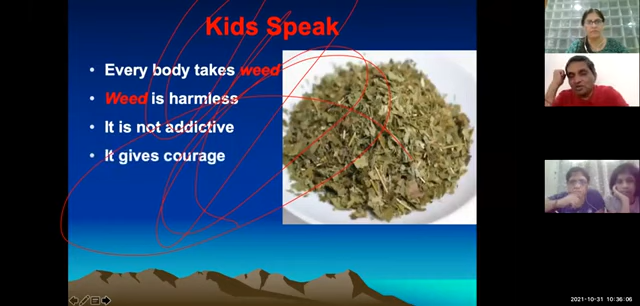 Kids Speak
• Every body takes weed
• Weed is harmless
• It is not addictive
• It gives courage
2021-10-31 10:36:06